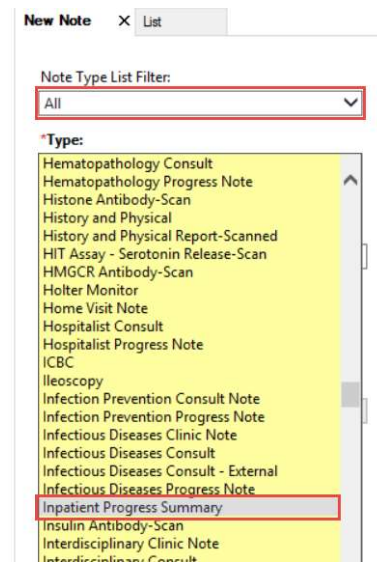 New Note X List
Note Type List Filter:
All
*Type:
Hematopathology Consult
Hematopathology Progress Note
Histone Antibody-Scan
History and Physical
History and Physical Report-Scanned
HIT Assay - Serotonin Release-Scan
HMGCR Antibody-Scan
Holter Monitor
Home Visit Note
Hospitalist Consult
Hospitalist Progress Note
ICBC
Ileoscopy
Infection Prevention Consult Note
Infection Prevention Progress Note
Infectious Diseases Clinic Note
Infectious Diseases Consult
Infectious Diseases Consult - External
Infectious Diseases Progress Note
Inpatient Progress Summary
Insulin Antibody-Scan
Interdisciplinary Clinic Note
Interdisciplinary Consult